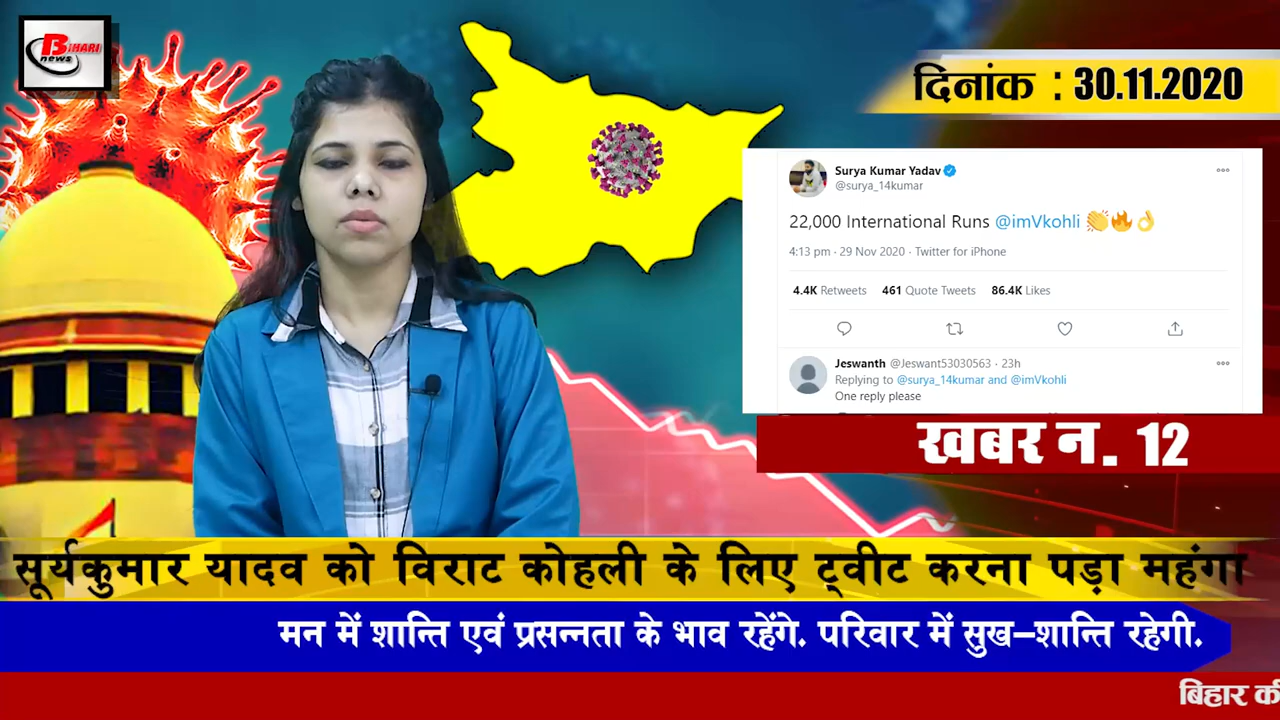 BIHARI
news
दिनांक : 30.11.2020
Surya Kumar Yadav
@surya_14kumar
22,000 International Runs @imVkohli 👏🔥👌
4:13 pm · 29 Nov 2020 · Twitter for iPhone
4.4K Retweets 461 Quote Tweets 86.4K Likes
Jeswanth @Jeswant53030563 · 23h
Replying to @surya_14kumar and @imVkohli
One reply please
खबर न. 12
सूर्यकुमार यादव को विराट कोहली के लिए ट्वीट करना पड़ा महंगा
मन में शान्ति एवं प्रसन्नता के भाव रहेंगे. परिवार में सुख–शान्ति रहेगी.
बिहार की